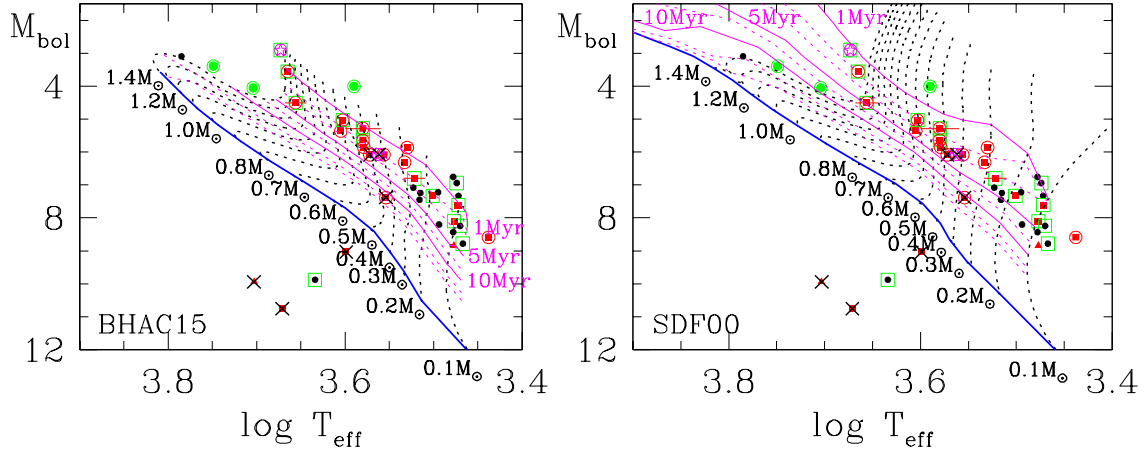 M_bol
4
8
12
1.4M⊙
1.2M⊙
1.0M⊙
0.8M⊙
0.7M⊙
0.6M⊙
0.5M⊙
0.4M⊙
0.3M⊙
0.2M⊙
0.1M⊙
1Myr
5Myr
10Myr
BHAC15
3.8 3.6 3.4
log T_eff
M_bol
4
8
12
10Myr 5Myr 1Myr
1.4M⊙
1.2M⊙
1.0M⊙
0.8M⊙
0.7M⊙
0.6M⊙
0.5M⊙
0.4M⊙
0.3M⊙
0.2M⊙
0.1M⊙
SDF00
3.8 3.6 3.4
log T_eff